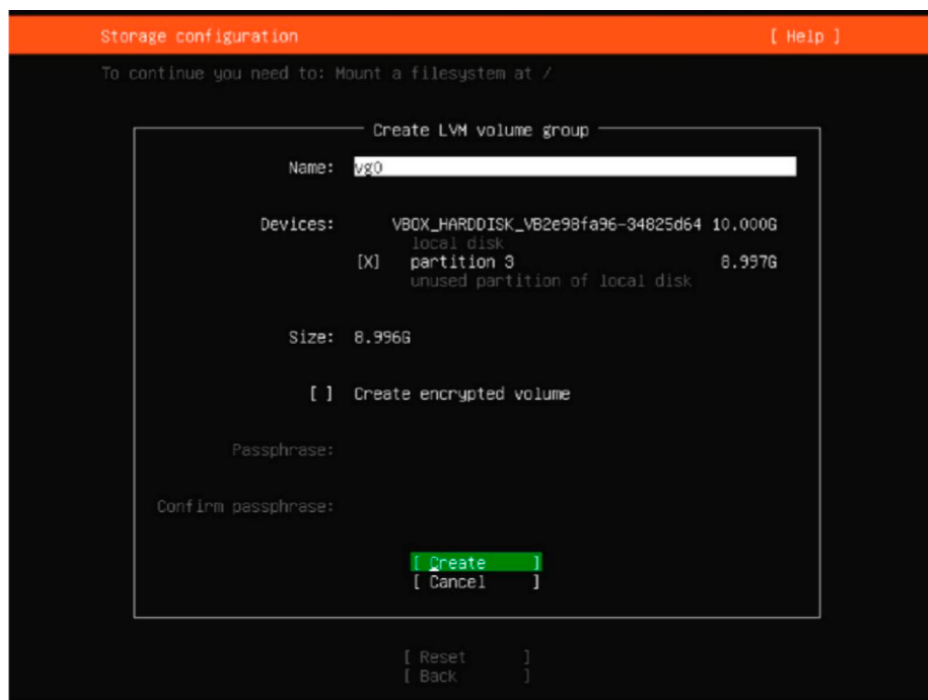 Storage configuration [ Help ]
To continue you need to: Mount a filesystem at /
Create LVM volume group
Name: vg0
Devices: VBOX_HARDDISK_VB2e98fa96-34825d64 10.000G
local disk
[X] partition 3 8.997G
unused partition of local disk
Size: 8.996G
[ ] Create encrypted volume
Passphrase:
Confirm passphrase:
[ Create ]
[ Cancel ]
[ Reset ]
[ Back ]